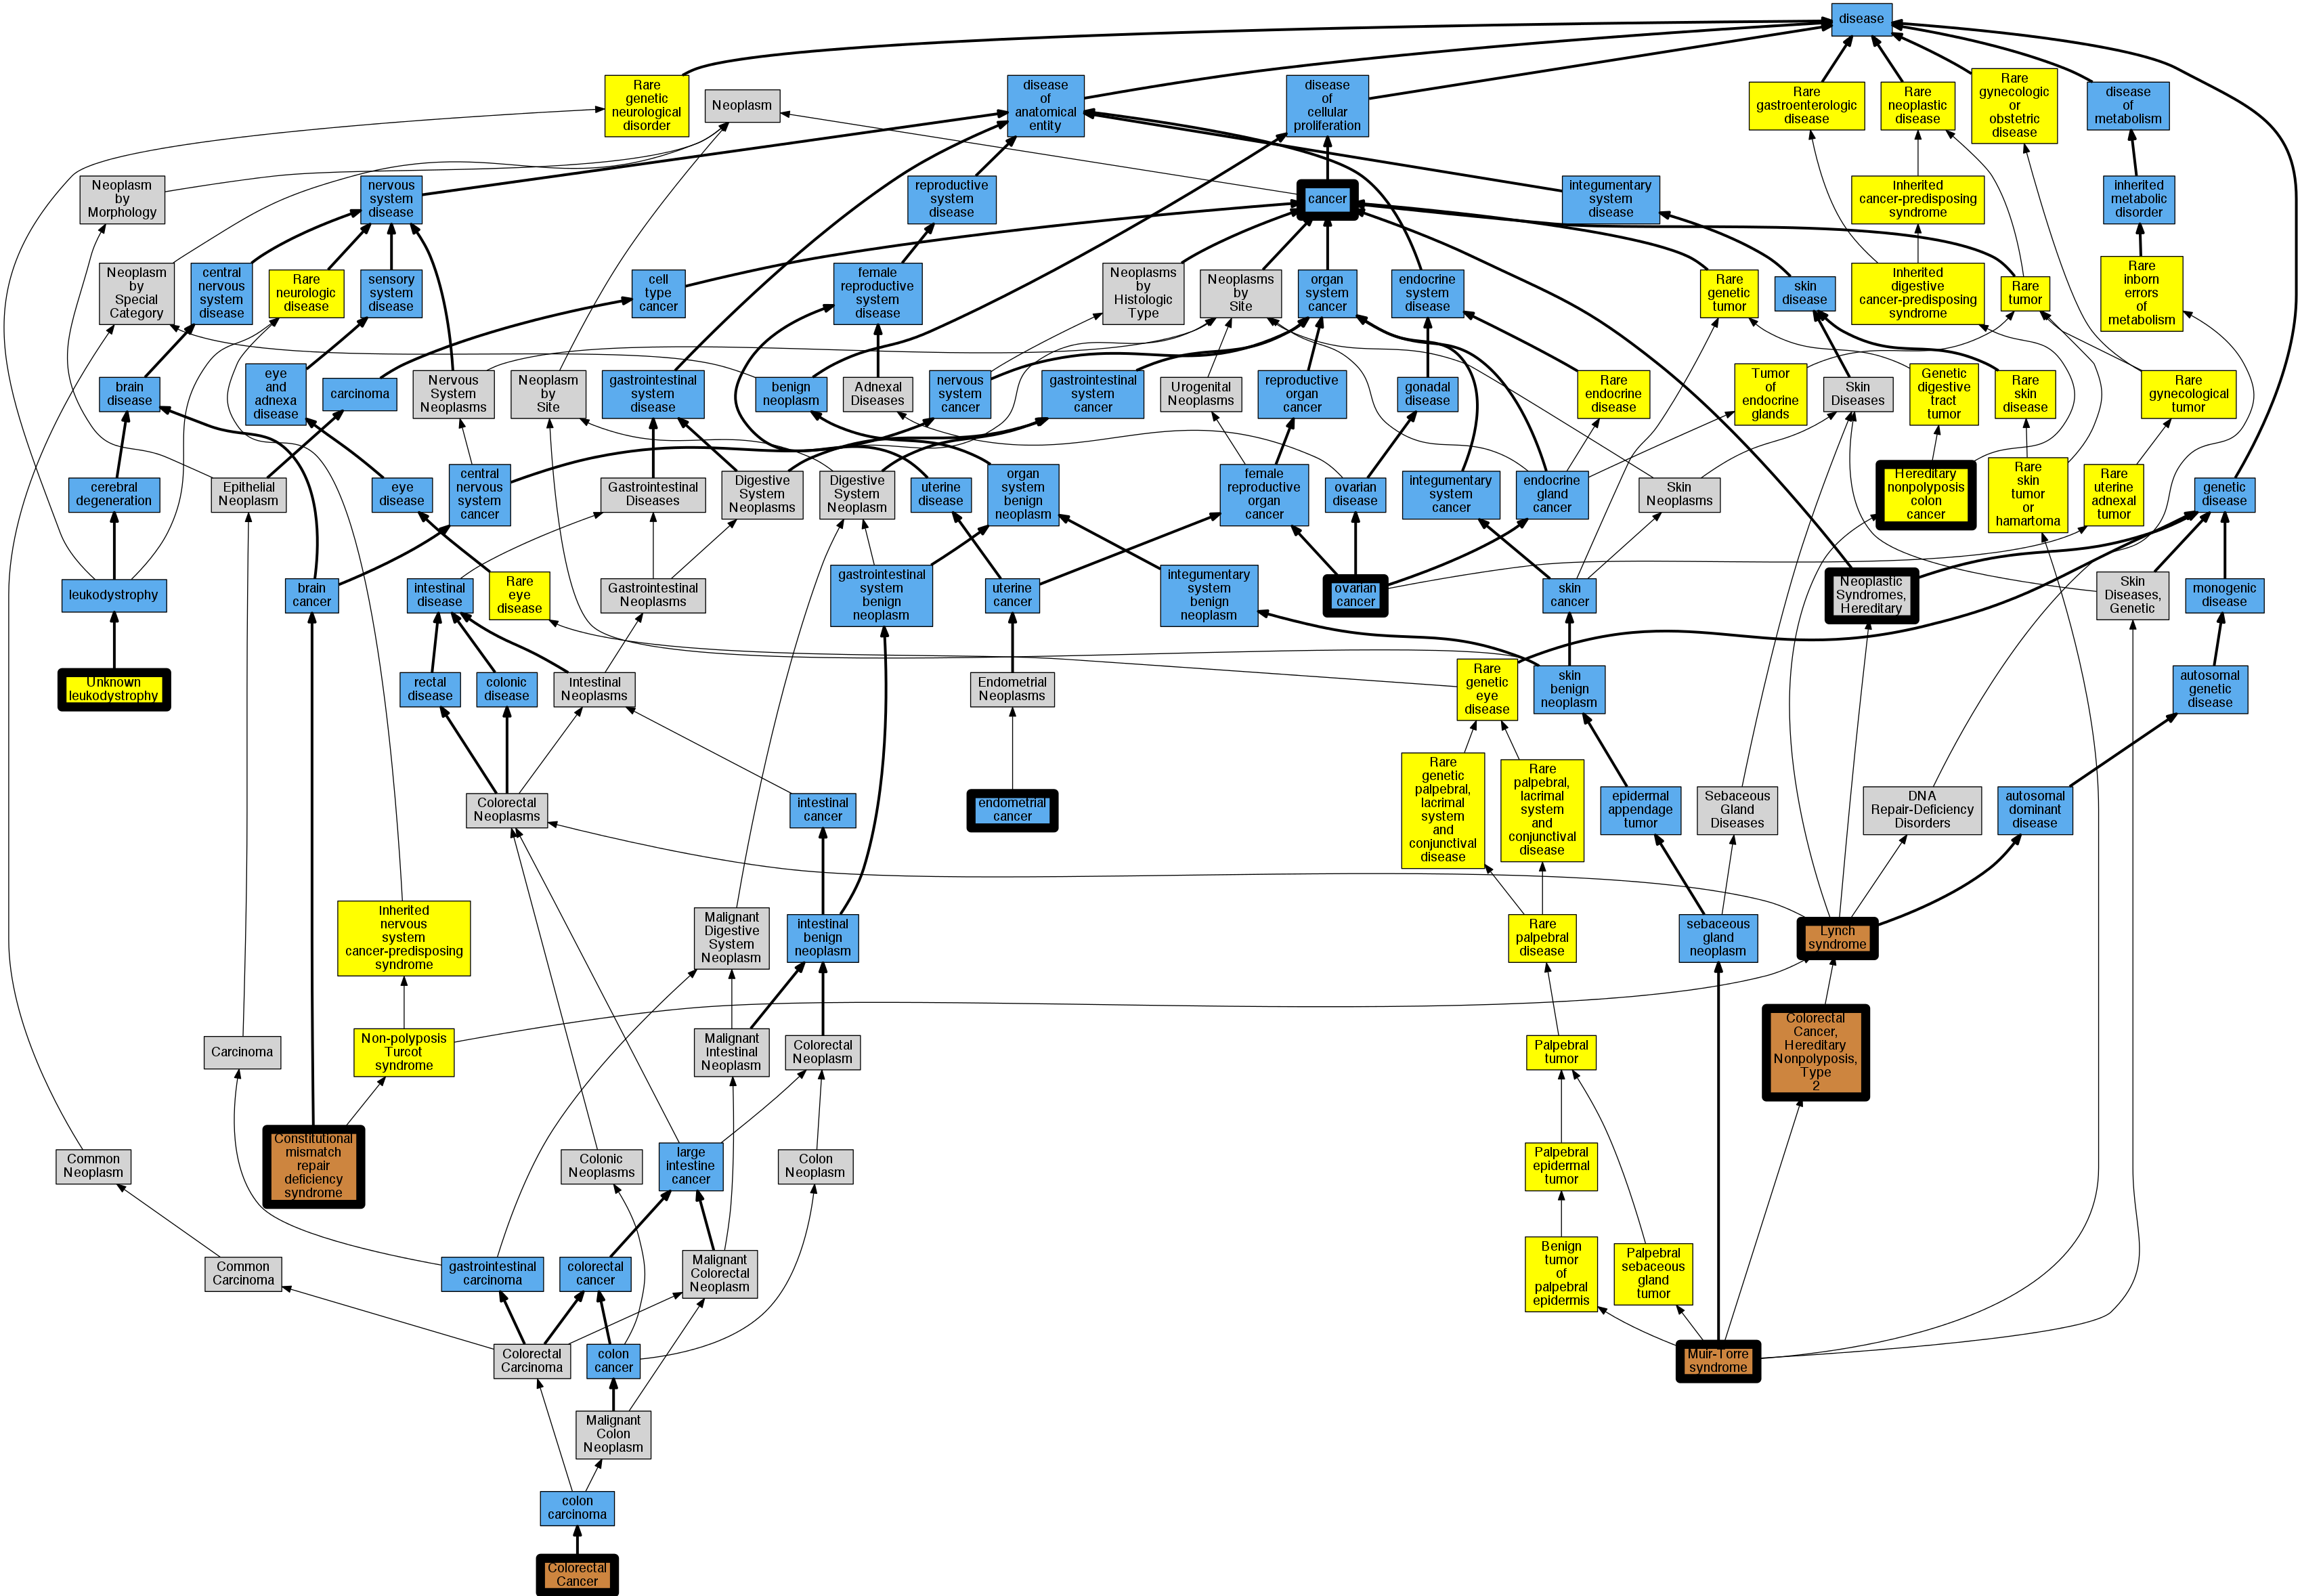 disease
Rare
genetic
neurological
disorder
Neoplasm
disease
of
anatomical
entity
disease
of
cellular
proliferation
Rare
gastroenterologic
disease
Rare
neoplastic
disease
Rare
gynecologic
or
obstetric
disease
disease
of
metabolism
Neoplasm
by
Morphology
nervous
system
disease
reproductive
system
disease
cancer
integumentary
system
disease
Inherited
cancer-predisposing
syndrome
inherited
metabolic
disorder
Neoplasm
by
Special
Category
central
nervous
system
disease
Rare
neurologic
disease
sensory
system
disease
cell
type
cancer
female
reproductive
system
disease
Neoplasms
by
Histologic
Type
Neoplasms
by
Site
organ
system
cancer
endocrine
system
disease
Rare
genetic
tumor
skin
disease
Inherited
digestive
cancer-predisposing
syndrome
Rare
tumor
Rare
inborn
errors
of
metabolism
brain
disease
eye
and
adnexa
disease
carcinoma
Nervous
System
Neoplasms
Neoplasm
by
Site
gastrointestinal
system
disease
benign
neoplasm
Adnexal
Diseases
nervous
system
cancer
gastrointestinal
system
cancer
Urogenital
Neoplasms
reproductive
organ
cancer
gonadal
disease
Rare
endocrine
disease
Tumor
of
endocrine
glands
Skin
Diseases
Genetic
digestive
tract
tumor
Rare
skin
disease
Rare
gynecological
tumor
cerebral
degeneration
Epithelial
Neoplasm
eye
disease
central
nervous
system
cancer
Gastrointestinal
Diseases
Digestive
System
Neoplasms
Digestive
System
Neoplasm
uterine
disease
organ
system
benign
neoplasm
female
reproductive
organ
cancer
ovarian
disease
integumentary
system
cancer
endocrine
gland
cancer
Skin
Neoplasms
Hereditary
nonpolyposis
colon
cancer
Rare
skin
tumor
or
hamartoma
Rare
uterine
adnexal
tumor
genetic
disease
leukodystrophy
brain
cancer
intestinal
disease
Rare
eye
disease
Gastrointestinal
Neoplasms
gastrointestinal
system
benign
neoplasm
uterine
cancer
integumentary
system
benign
neoplasm
ovarian
cancer
skin
cancer
Neoplastic
Syndromes,
Hereditary
Skin
Diseases,
Genetic
monogenic
disease
Unknown
leukodystrophy
rectal
disease
colonic
disease
Intestinal
Neoplasms
Endometrial
Neoplasms
Rare
genetic
eye
disease
skin
benign
neoplasm
autosomal
genetic
disease
Colorectal
Neoplasms
intestinal
cancer
endometrial
cancer
Rare
genetic
palpebral,
lacrimal
system
and
conjunctival
disease
Rare
palpebral,
lacrimal
system
and
conjunctival
disease
epidermal
appendage
tumor
Sebaceous
Gland
Diseases
DNA
Repair-Deficiency
Disorders
autosomal
dominant
disease
Inherited
nervous
system
cancer-predisposing
syndrome
Malignant
Digestive
System
Neoplasm
intestinal
benign
neoplasm
Rare
palpebral
disease
sebaceous
gland
neoplasm
Lynch
syndrome
Carcinoma
Non-polyposis
Turcot
syndrome
Malignant
Intestinal
Neoplasm
Colorectal
Neoplasm
Palpebral
tumor
Colorectal
Cancer,
Hereditary
Nonpolyposis,
Type
2
Common
Neoplasm
Constitutional
mismatch
repair
deficiency
syndrome
Colonic
Neoplasms
large
intestine
cancer
Colon
Neoplasm
Palpebral
epidermal
tumor
Common
Carcinoma
gastrointestinal
carcinoma
colorectal
cancer
Malignant
Colorectal
Neoplasm
Benign
tumor
of
palpebral
epidermis
Palpebral
sebaceous
gland
tumor
Colorectal
Carcinoma
colon
cancer
Muir-Torre
syndrome
Malignant
Colon
Neoplasm
colon
carcinoma
Colorectal
Cancer